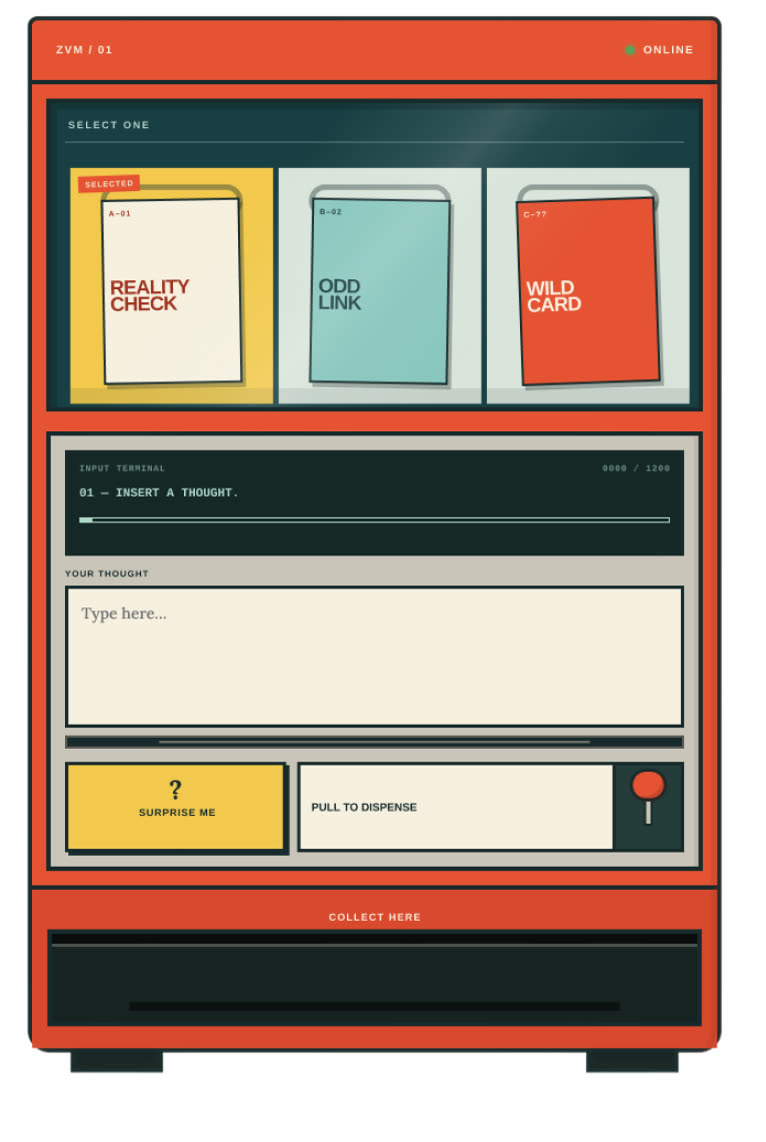 ZVM / 01
ONLINE
SELECT ONE
SELECTED
A–01
REALITY
CHECK
B–02
ODD
LINK
C–??
WILD
CARD
INPUT TERMINAL
0000 / 1200
01 — INSERT A THOUGHT.
YOUR THOUGHT
Type here...
?
SURPRISE ME
PULL TO DISPENSE
COLLECT HERE